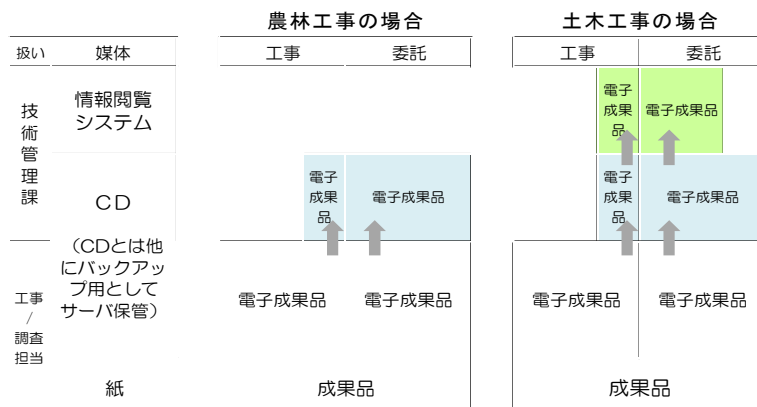 農林工事の場合
土木工事の場合
扱い
媒体
工事
委託
工事
委託
技
術
管
理
課
情報閲覧
システム
電子
成果
品
電子成果品
CD
電子
成果
品
電子成果品
電子
成果
品
電子成果品
（CDとは他
にバックアッ
プ用として
サーバ保管）
工事
/
調査
担当
電子成果品
電子成果品
電子成果品
電子成果品
紙
成果品
成果品